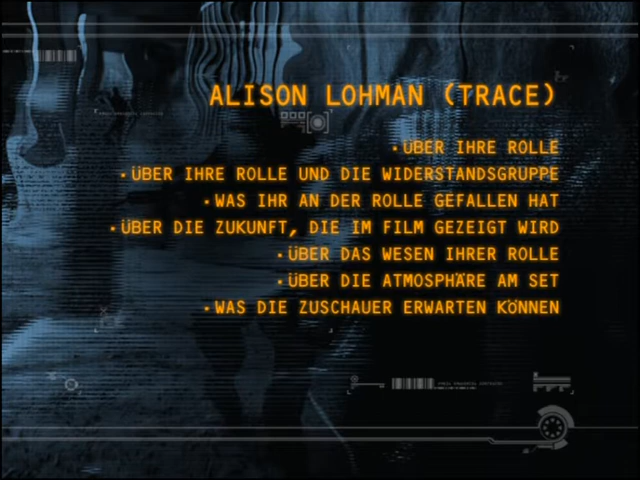 ALISON LOHMAN (TRACE)
•ÜBER IHRE ROLLE
•ÜBER IHRE ROLLE UND DIE WIDERSTANDSGRUPPE
•WAS IHR AN DER ROLLE GEFALLEN HAT
•ÜBER DIE ZUKUNFT, DIE IM FILM GEZEIGT WIRD
•ÜBER DAS WESEN IHRER ROLLE
•ÜBER DIE ATMOSPHÄRE AM SET
•WAS DIE ZUSCHAUER ERWARTEN KÖNNEN